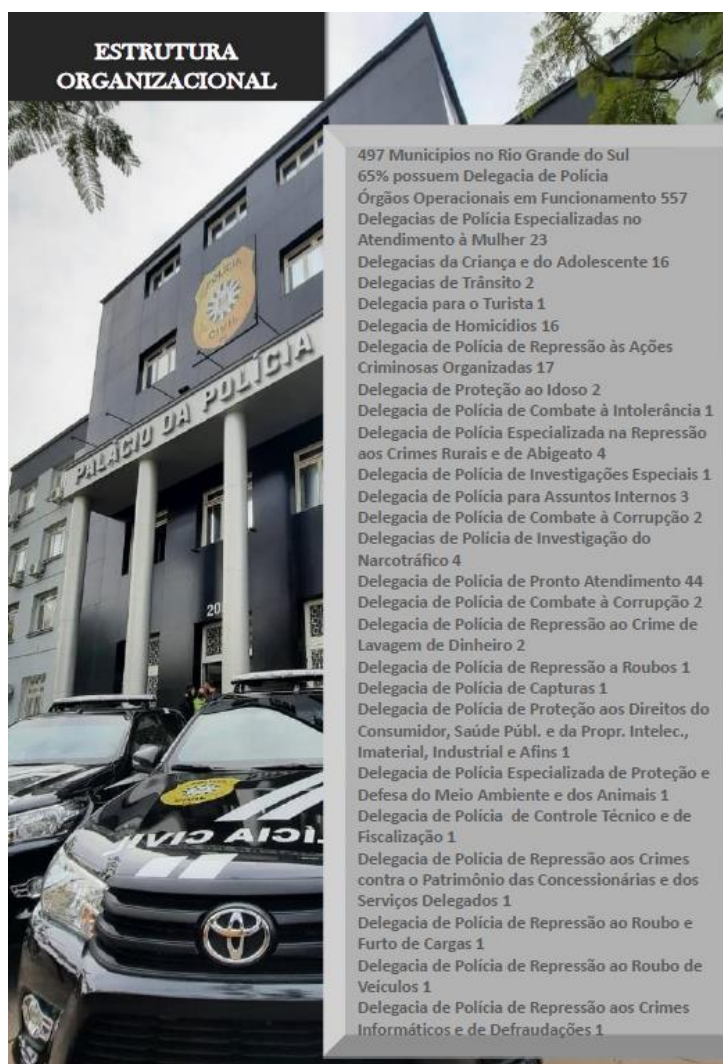 ESTRUTURA
ORGANIZACIONAL
497 Municípios no Rio Grande do Sul
65% possuem Delegacia de Polícia
Órgãos Operacionais em Funcionamento 557
Delegacias de Polícia Especializadas no
Atendimento à Mulher 23
Delegacias da Criança e do Adolescente 16
Delegacias de Trânsito 2
Delegacia para o Turista 1
Delegacia de Homicídios 16
Delegacia de Polícia de Repressão às Ações
Criminosas Organizadas 17
Delegacia de Proteção ao Idoso 2
Delegacia de Polícia de Combate à Intolerância 1
Delegacia de Polícia Especializada na Repressão
aos Crimes Rurais e de Abigeato 4
Delegacia de Polícia de Investigações Especiais 1
Delegacia de Polícia para Assuntos Internos 3
Delegacia de Polícia de Combate à Corrupção 2
Delegacias de Polícia de Investigação do
Narcotráfico 4
Delegacia de Policia de Pronto Atendimento 44
Delegacia de Polícia de Combate à Corrupção 2
Delegacia de Polícia de Repressão ao Crime de
Lavagem de Dinheiro 2
Delegacia de Polícia de Repressão a Roubos 1
Delegacia de Polícia de Capturas 1
Delegacia de Polícia de Proteção aos Direitos do
Consumidor, Saúde Públ. e da Propr. Intelec.,
Imaterial, Industrial e Afins 1
Delegacia de Polícia Especializada de Proteção e
Defesa do Meio Ambiente e dos Animais 1
Delegacia de Polícia de Controle Técnico e de
Fiscalização 1
Delegacia de Policia de Repressão aos Crimes
contra o Patrimônio das Concessionárias e dos
Serviços Delegados 1
Delegacia de Polícia de Repressão ao Roubo e
Furto de Cargas 1
Delegacia de Polícia de Repressão ao Roubo de
Veículos 1
Delegacia de Polícia de Repressão aos Crimes
Informáticos e de Defraudações 1
POLÍCIA
CIVIL
PALÁCIO DA POLÍCIA
20
LÍCIA CIVIL